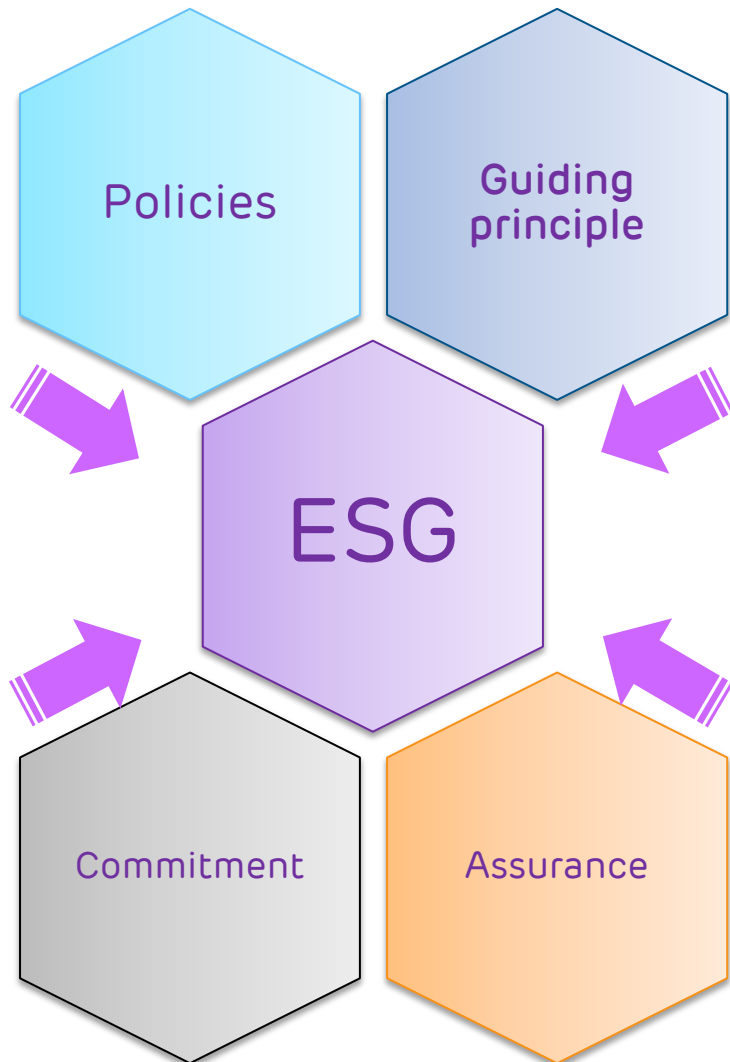 Policies
Guiding
principle
ESG
Commitment
Assurance